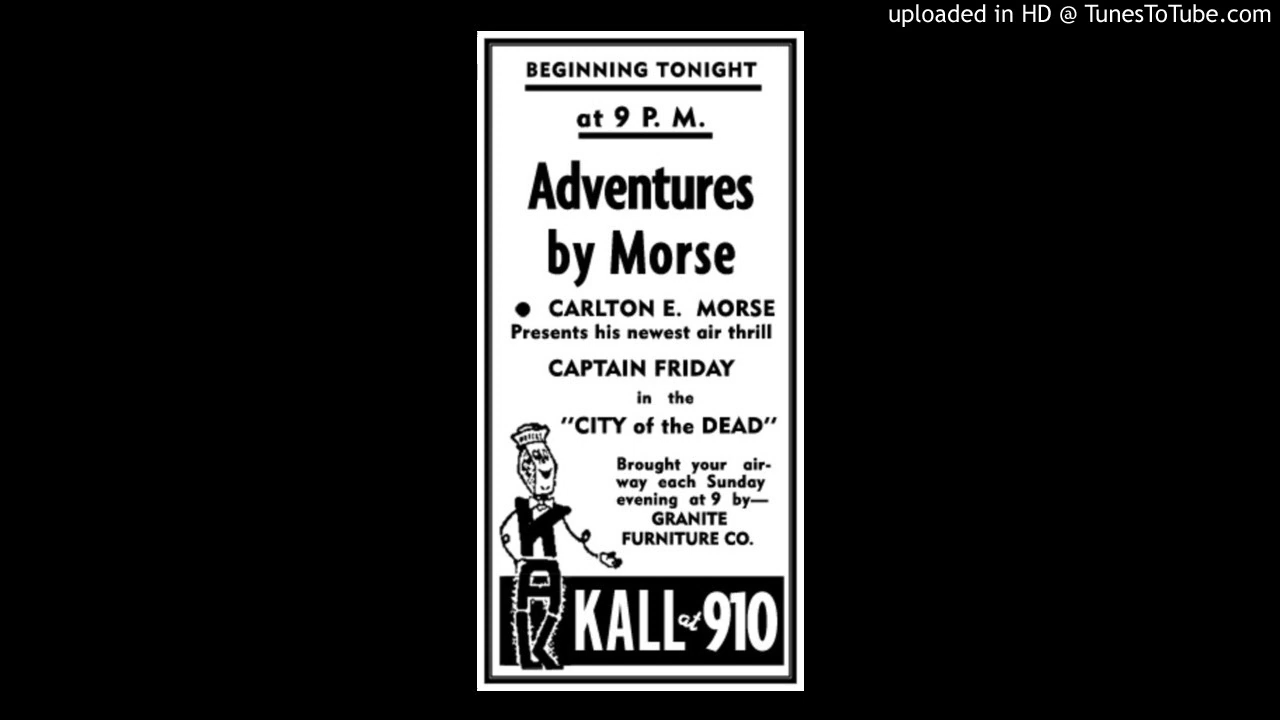 uploaded in HD @ TunesToTube.com
BEGINNING TONIGHT
at 9 P. M.
Adventures
by Morse
● CARLTON E. MORSE
Presents his newest air thrill
CAPTAIN FRIDAY
in the
"CITY of the DEAD"
Brought your air-
way each Sunday
evening at 9 by—
GRANITE
FURNITURE CO.
KALL at 910